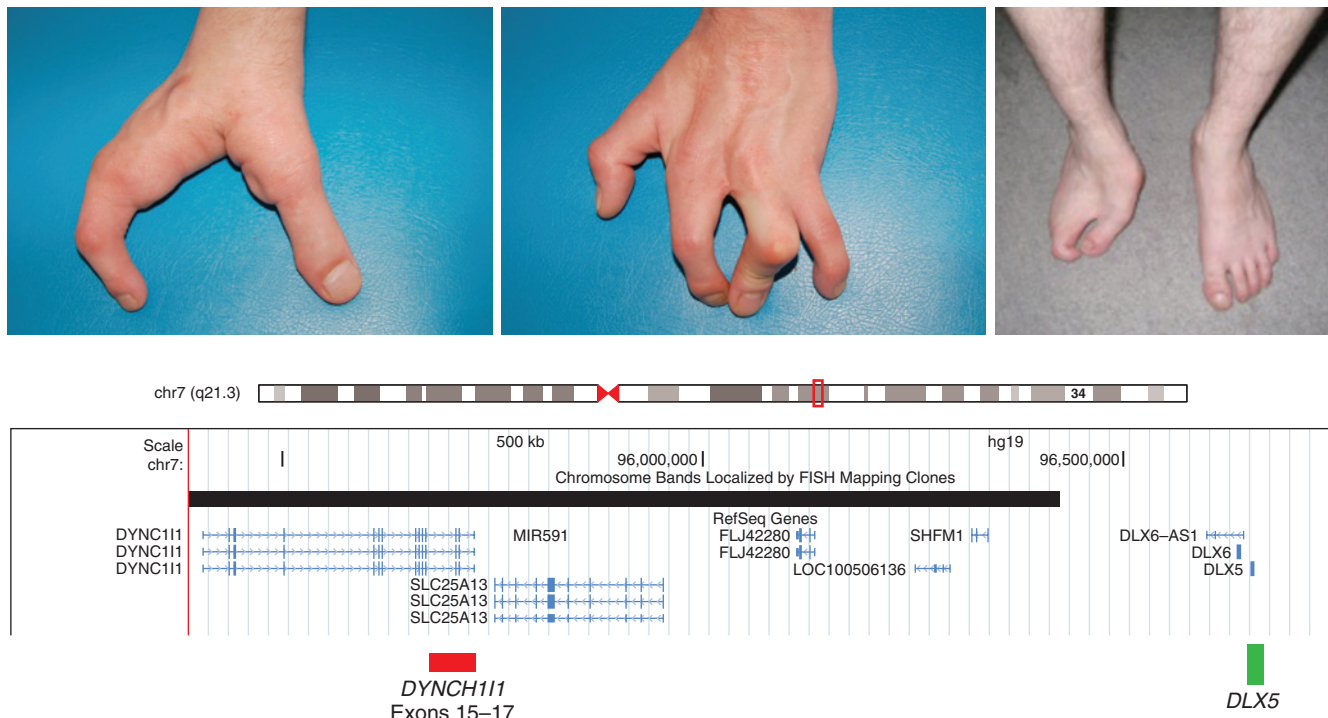 chr7 (q21.3)
34
Scale
500 kb
hg19
chr7:
96,000,000
96,500,000
Chromosome Bands Localized by FISH Mapping Clones
RefSeq Genes
DYNC1I1
MIR591
FLJ42280
SHFM1
DLX6–AS1
DYNC1I1
FLJ42280
DLX6
DYNC1I1
LOC100506136
DLX5
SLC25A13
SLC25A13
SLC25A13
DYNCH1I1
Exons 15–17
DLX5